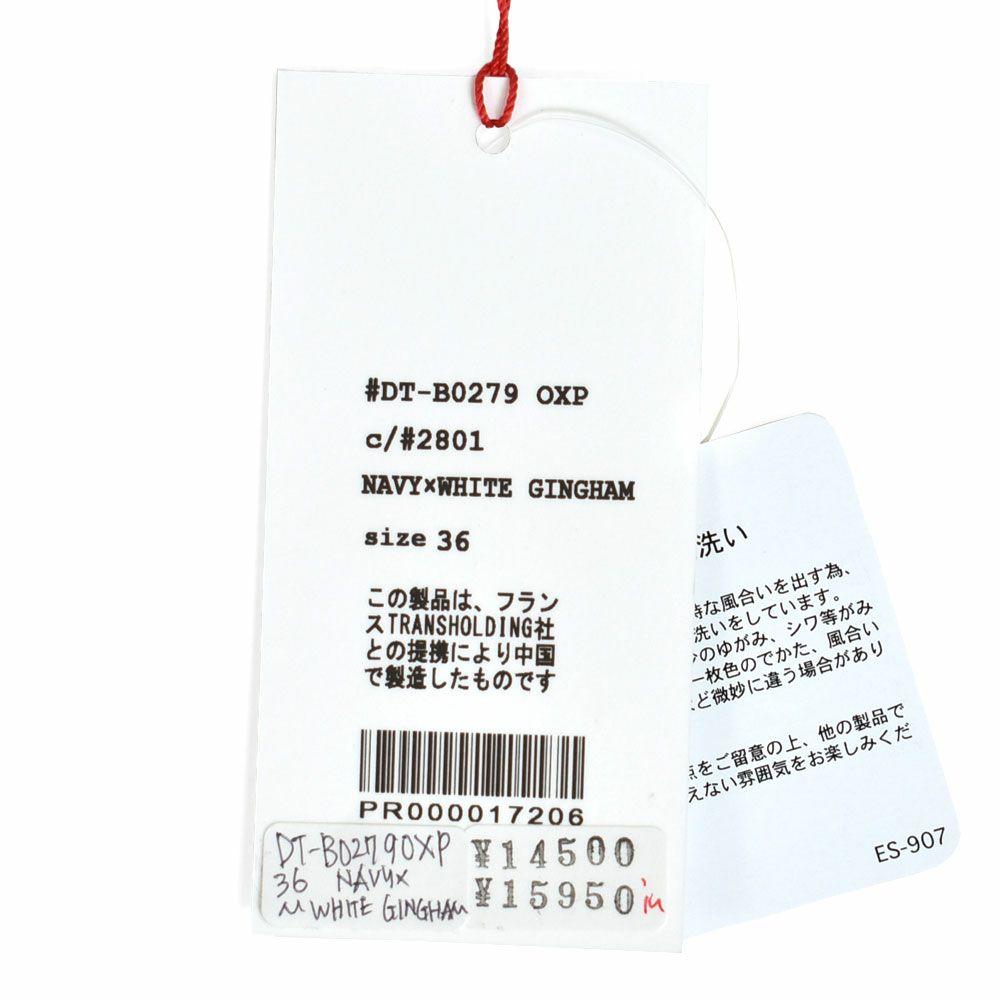 #DT-B0279 OXP
c/#2801
NAVY×WHITE GINGHAM
size 36
この製品は、フラン
スTRANSHOLDING社
との提携により中国
で製造したものです
PR000017206
DT-B0279OXP
36 NAVY×
WHITE GINGHAM
¥14500
¥15950
洗い
な風合いを出す為、
洗いをしています。
のゆがみ、シワ等がみ
一枚色のでかた、風合い
ど微妙に違う場合があり
点をご留意の上、他の製品で
えない雰囲気をお楽しみくだ
ES-907